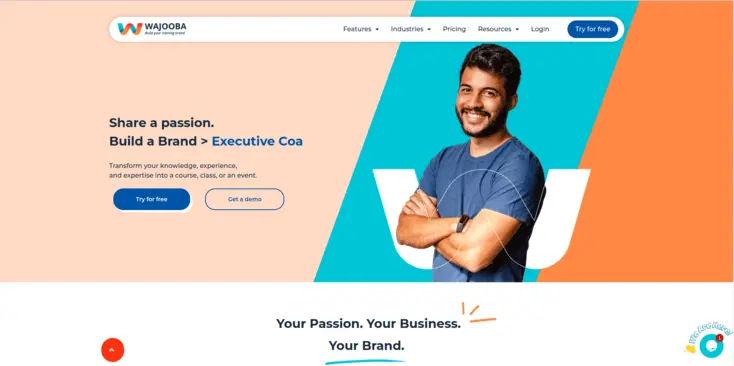 WAJOOBA
Build your training brand
Features
Industries
Pricing
Resources
Login
Try for free
Share a passion.
Build a Brand > Executive Coa
Transform your knowledge, experience,
and expertise into a course, class, or an event.
Try for free
Get a demo
Your Passion. Your Business.
Your Brand.
We Are Here!
1